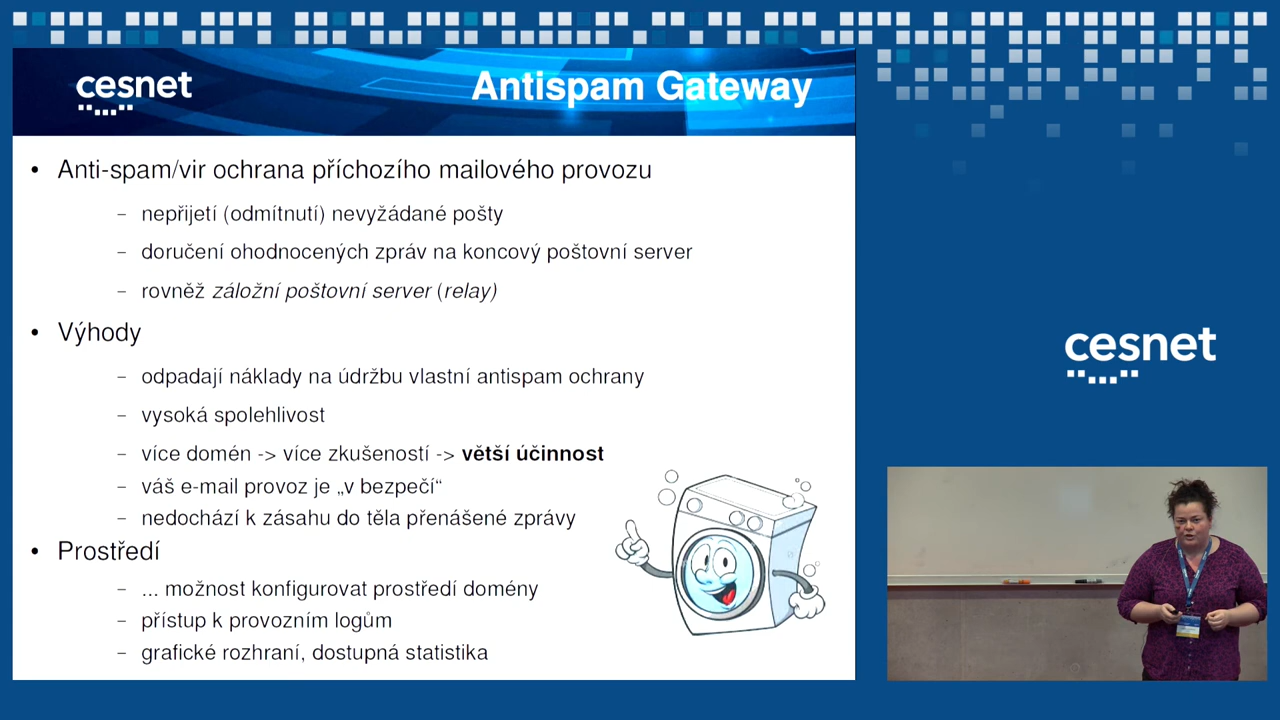 cesnet
Antispam Gateway
• Anti-spam/vir ochrana příchozího mailového provozu
– nepřijetí (odmítnutí) nevyžádané pošty
– doručení ohodnocených zpráv na koncový poštovní server
– rovněž záložní poštovní server (relay)
• Výhody
– odpadají náklady na údržbu vlastní antispam ochrany
– vysoká spolehlivost
– více domén -> více zkušeností -> větší účinnost
– váš e-mail provoz je „v bezpečí“
– nedochází k zásahu do těla přenášené zprávy
• Prostředí
– ... možnost konfigurovat prostředí domény
– přístup k provozním logům
– grafické rozhraní, dostupná statistika
cesnet